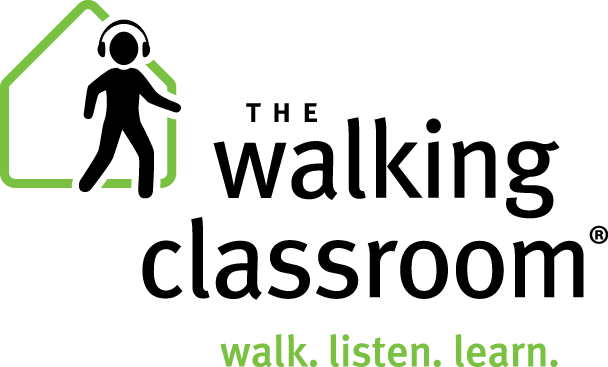 THE
walking
classroom®
walk. listen. learn.